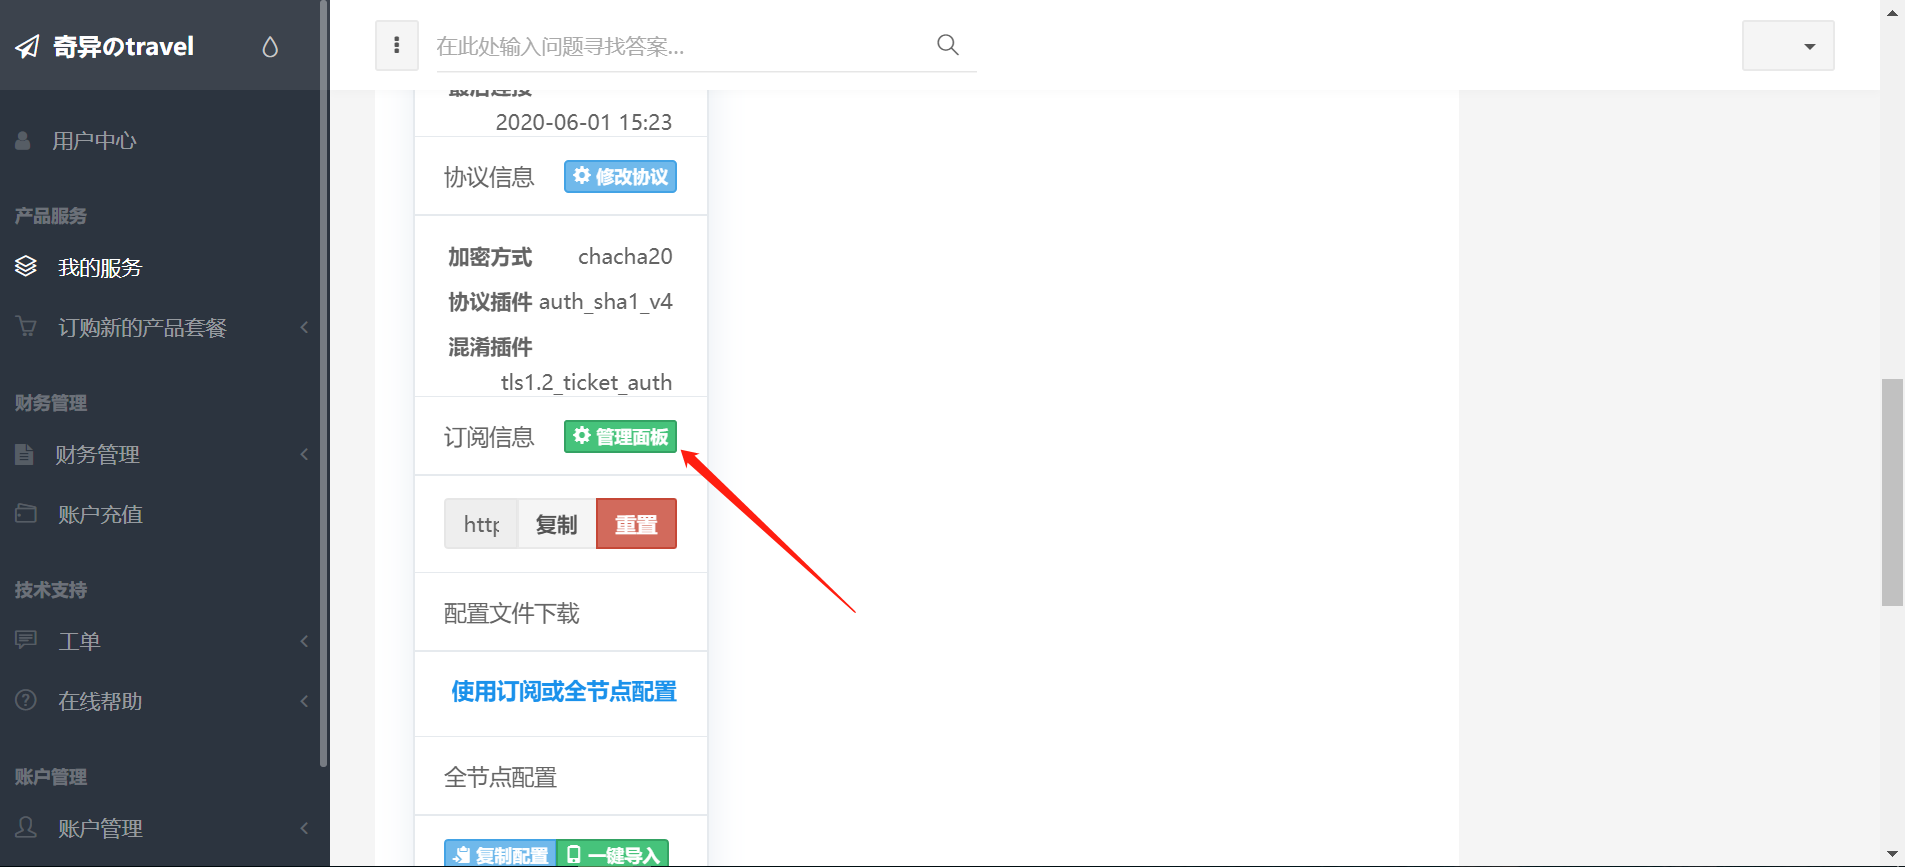 奇异のtravel
在此处输入问题寻找答案...
用户中心
产品服务
我的服务
订购新的产品套餐
财务管理
财务管理
账户充值
技术支持
工单
在线帮助
账户管理
账户管理
最后连接
2020-06-01 15:23
协议信息 修改协议
加密方式 chacha20
协议插件 auth_sha1_v4
混淆插件
tls1.2_ticket_auth
订阅信息 管理面板
http 复制 重置
配置文件下载
使用订阅或全节点配置
全节点配置
复制配置 一键导入